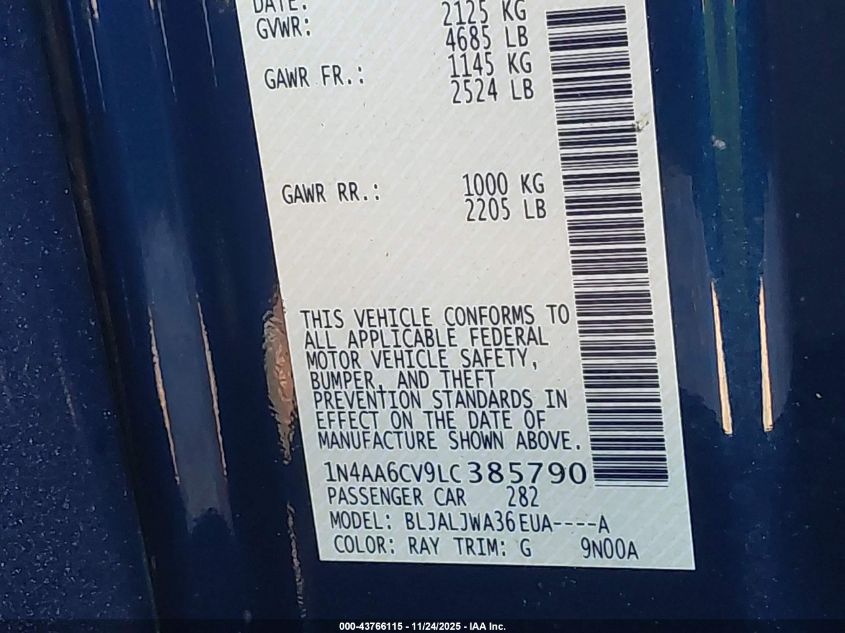 DATE: 2125 KG
GVWR: 4685 LB
GAWR FR.: 1145 KG
2524 LB
GAWR RR.: 1000 KG
2205 LB
THIS VEHICLE CONFORMS TO
ALL APPLICABLE FEDERAL
MOTOR VEHICLE SAFETY,
BUMPER, AND THEFT
PREVENTION STANDARDS IN
EFFECT ON THE DATE OF
MANUFACTURE SHOWN ABOVE.
1N4AA6CV9LC385790
PASSENGER CAR 282
MODEL: BLJALJWA36EUA----A
COLOR: RAY TRIM: G 9N00A
000-43766115 - 11/24/2025 - IAA Inc.